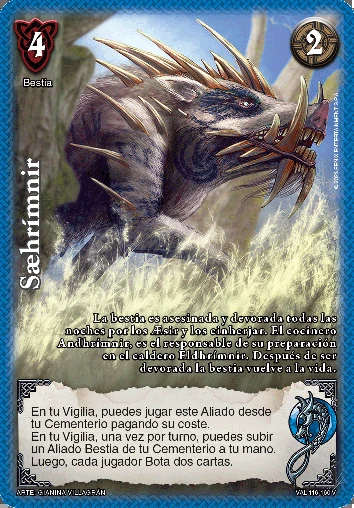 4
2
Bestia
Sæhrímnir
La bestia es asesinada y devorada todas las
noches por los Æsir y los einherjar. El cocinero
Andhrímnir, es el responsable de su preparación
en el caldero Eldhrímnir. Después de ser
devorada la bestia vuelve a la vida.
En tu Vigilia, puedes jugar este Aliado desde
tu Cementerio pagando su coste.
En tu Vigilia, una vez por turno, puedes subir
un Aliado Bestia de tu Cementerio a tu mano.
Luego, cada jugador Bota dos cartas.
ARTE: GIANINA VILLAGRÁN
VAL 116-160 V